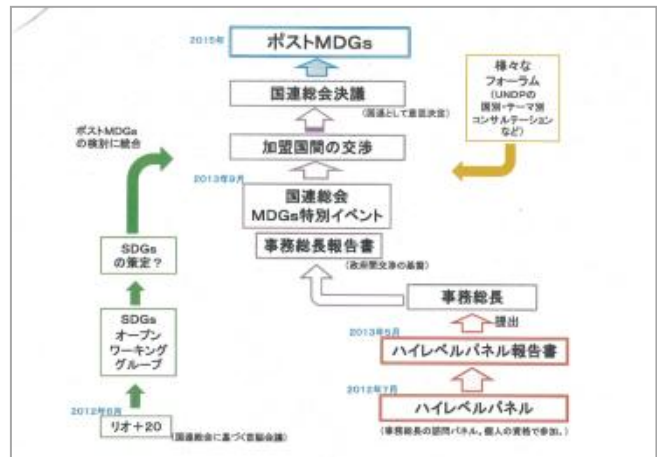 2015年
ポストMDGs
国連総会決議
(国連として意思決定)
加盟国間の交渉
2013年9月
国連総会
MDGs特別イベント
事務総長報告書
(政府間交渉の基盤)
事務総長
提出
2013年5月
ハイレベルパネル報告書
2012年7月
ハイレベルパネル
(事務総長の諮問パネル。個人の資格で参加。)
様々な
フォーラム
(UNDPの
国別・テーマ別
コンサルテーション
など)
ポストMDGs
の検討に統合
SDGs
の策定？
SDGs
オープン
ワーキング
グループ
2012年6月
リオ+20
(国連総会に基づく首脳会議)